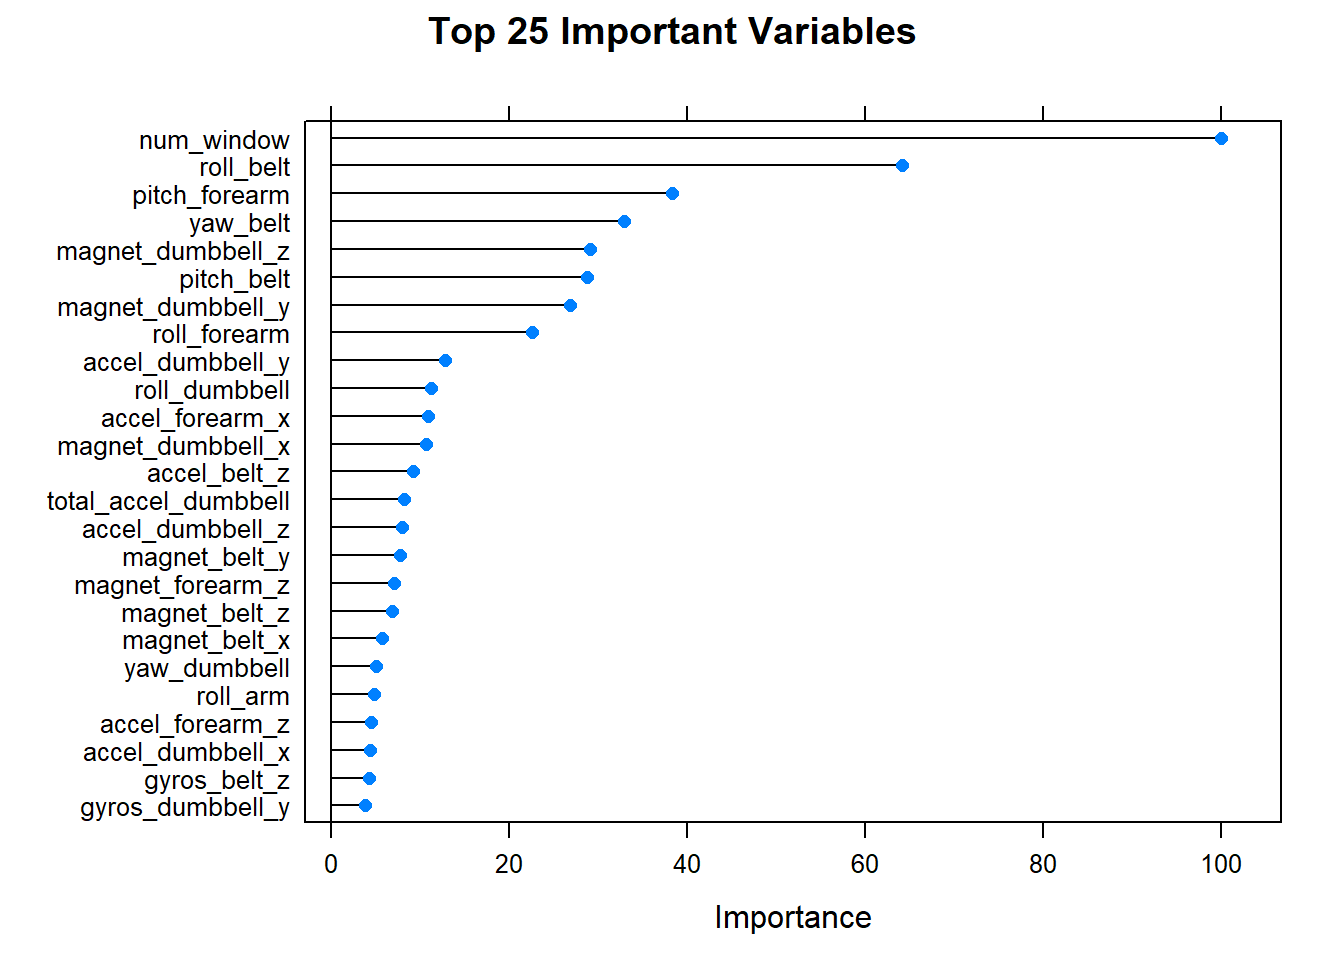 Top 25 Important Variables
num_window
roll_belt
pitch_forearm
yaw_belt
magnet_dumbbell_z
pitch_belt
magnet_dumbbell_y
roll_forearm
accel_dumbbell_y
roll_dumbbell
accel_forearm_x
magnet_dumbbell_x
accel_belt_z
total_accel_dumbbell
accel_dumbbell_z
magnet_belt_y
magnet_forearm_z
magnet_belt_z
magnet_belt_x
yaw_dumbbell
roll_arm
accel_forearm_z
accel_dumbbell_x
gyros_belt_z
gyros_dumbbell_y
0 20 40 60 80 100
Importance